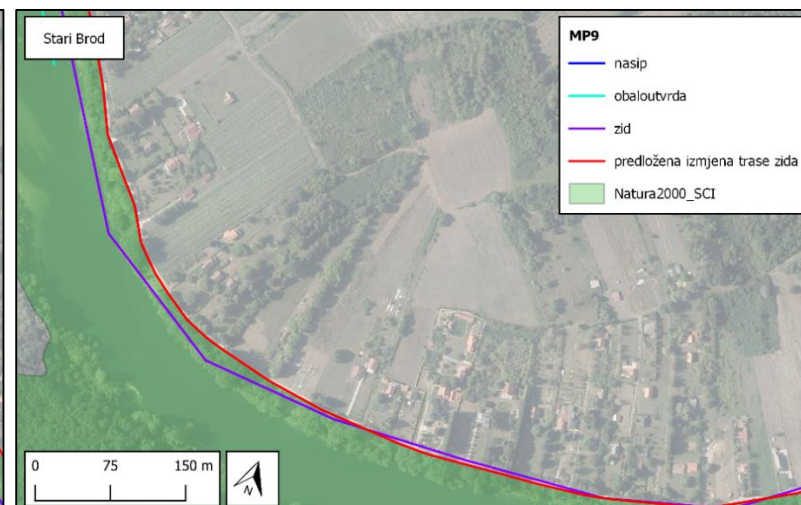 Stari Brod
MP9
nasip
obaloutvrda
zid
predložena izmjena trase zida
Natura2000_SCI
0 75 150 m
N